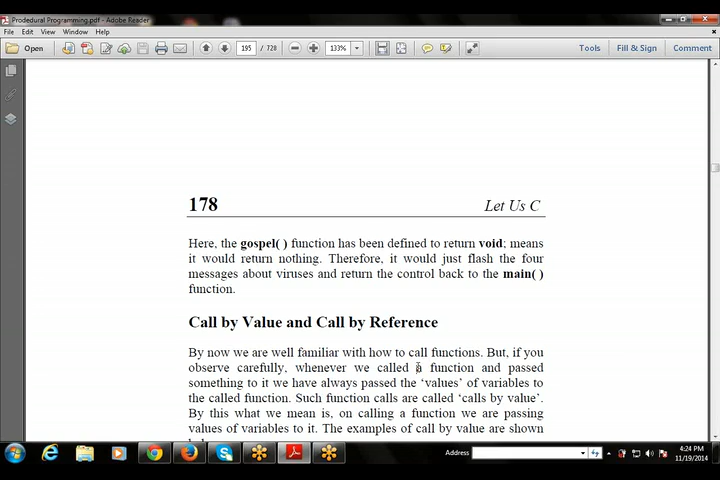 Prodedural Programming.pdf - Adobe Reader
File Edit View Window Help
Open 195 / 728 133% Tools Fill & Sign Comment
178 Let Us C
Here, the gospel( ) function has been defined to return void; means
it would return nothing. Therefore, it would just flash the four
messages about viruses and return the control back to the main( )
function.
Call by Value and Call by Reference
By now we are well familiar with how to call functions. But, if you
observe carefully, whenever we called a function and passed
something to it we have always passed the ‘values’ of variables to
the called function. Such function calls are called ‘calls by value’.
By this what we mean is, on calling a function we are passing
values of variables to it. The examples of call by value are shown
Address 4:24 PM
11/19/2014